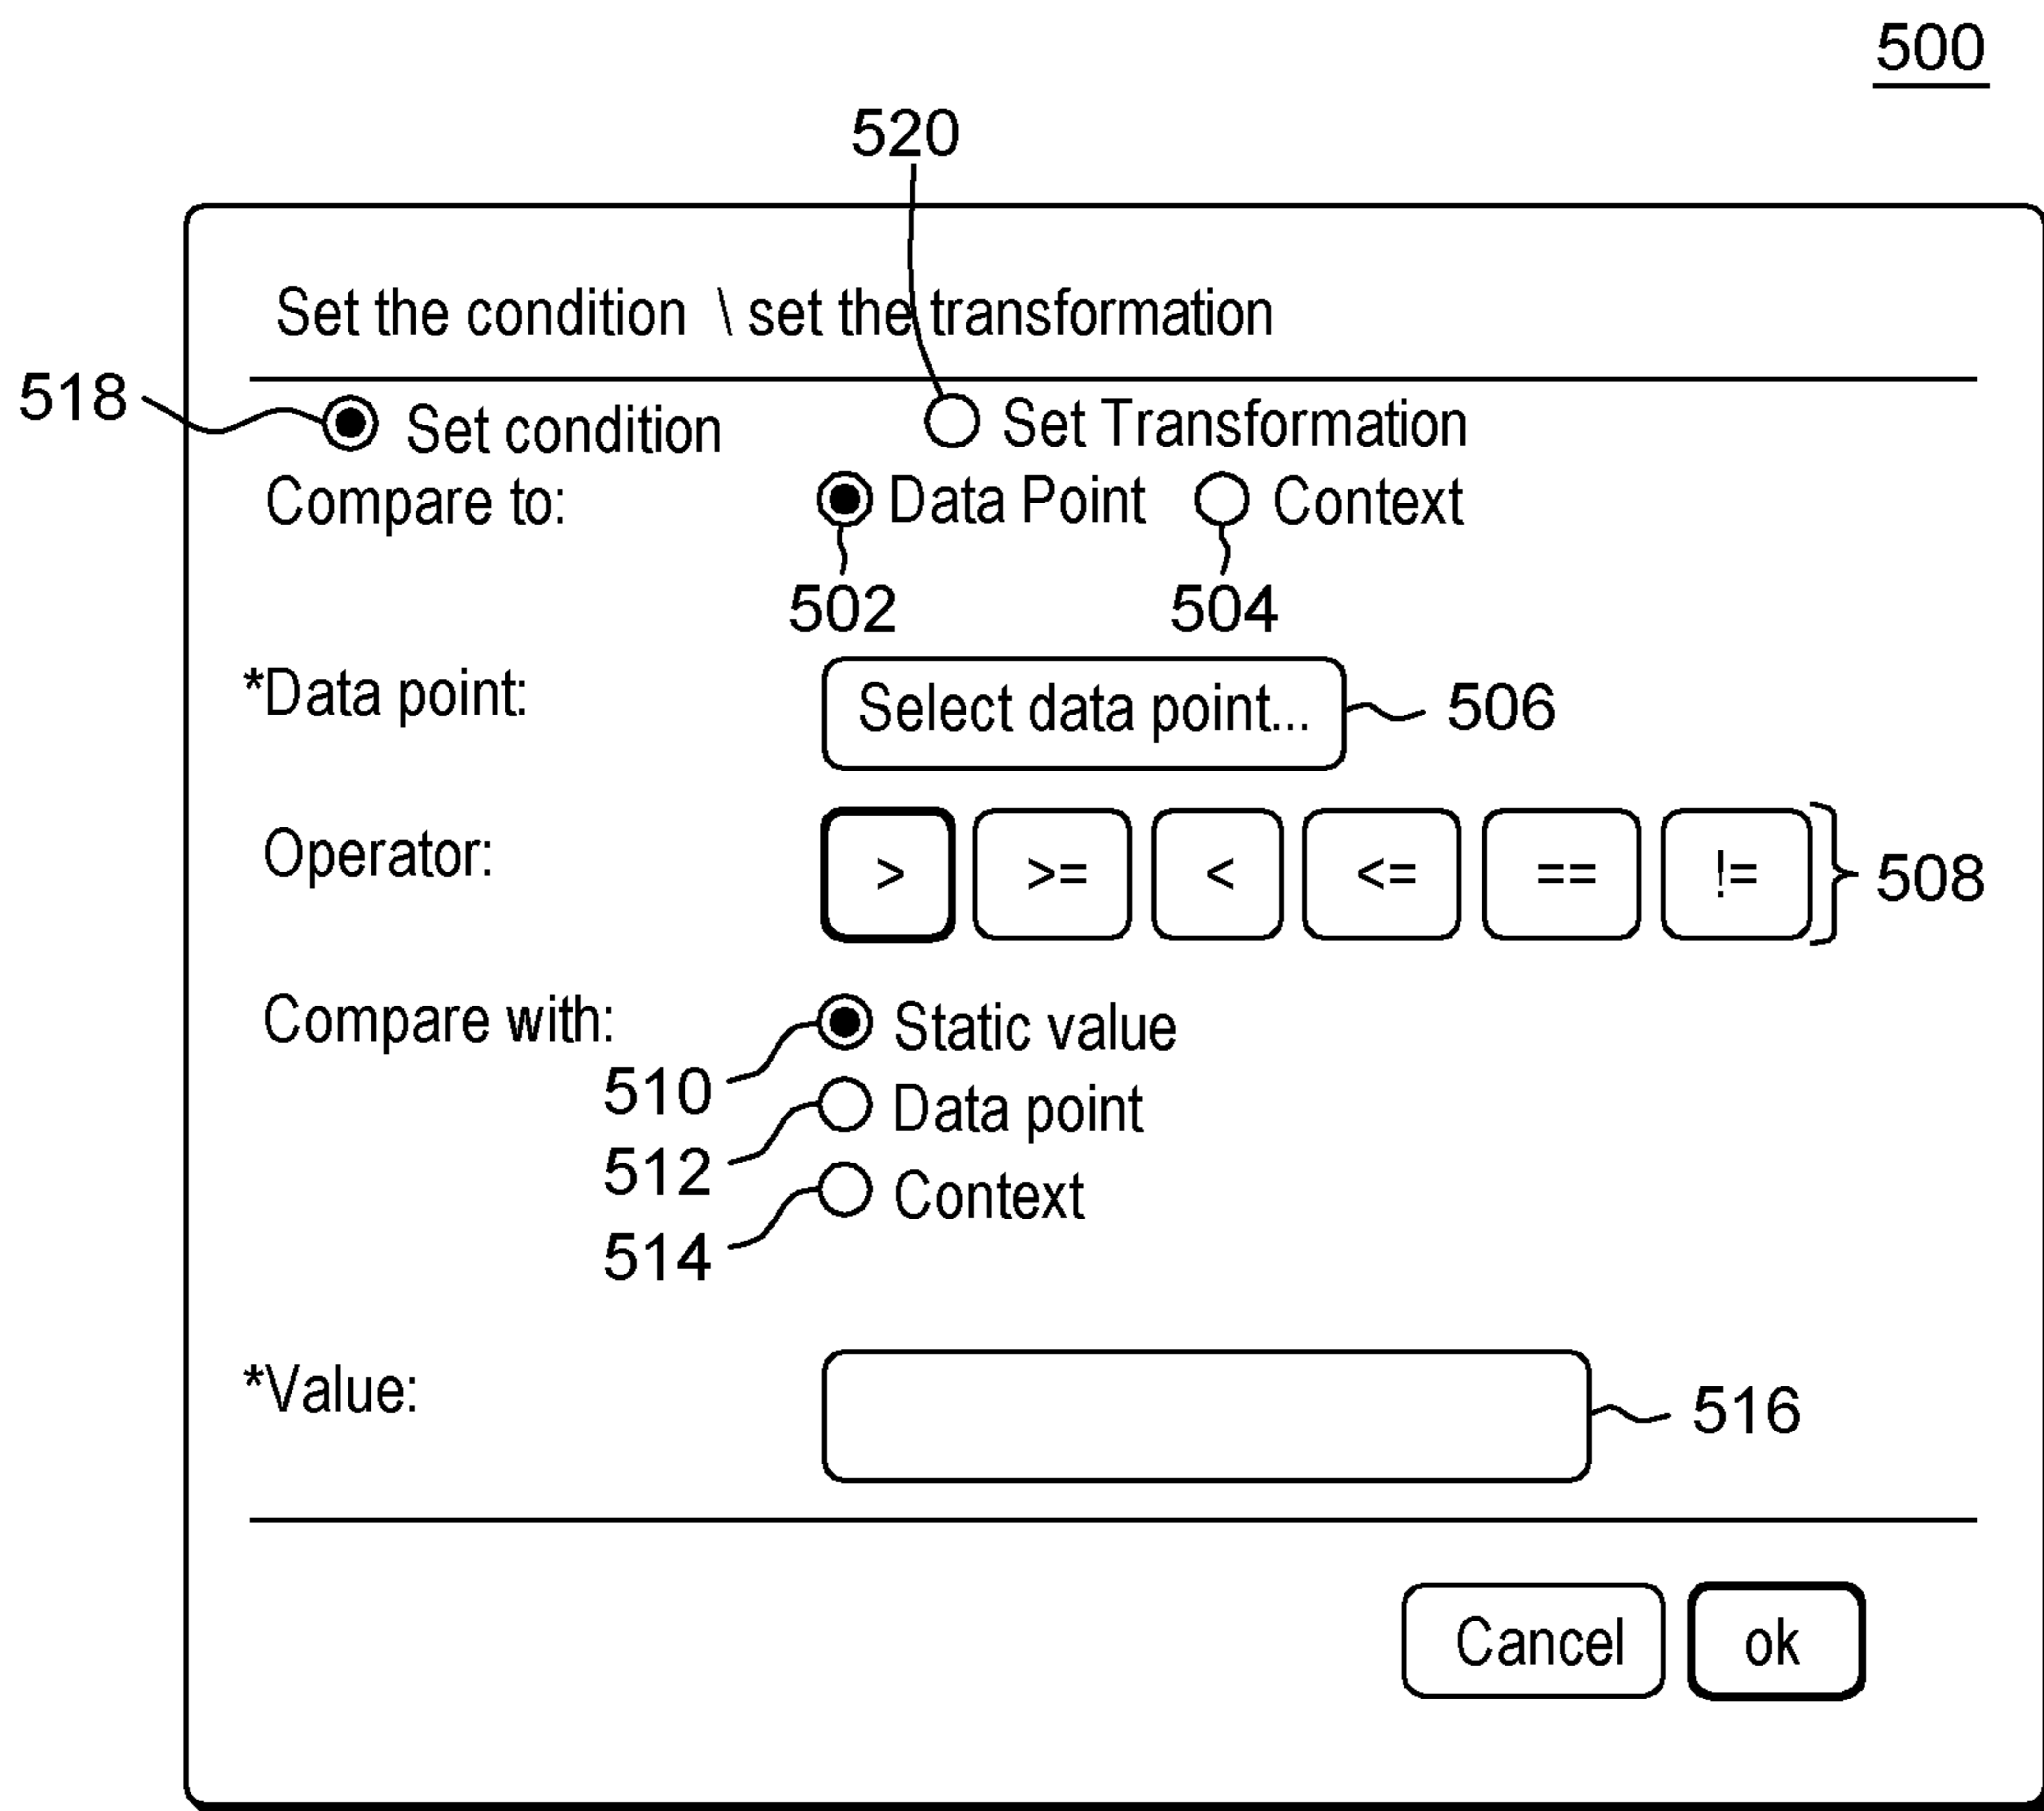 500
520
Set the condition \ set the transformation
518 Set condition Set Transformation
Compare to: Data Point Context
502 504
*Data point: Select data point... 506
Operator: > >= < <= == != 508
Compare with: Static value
510
Data point
512
Context
514
*Value: 516
Cancel ok